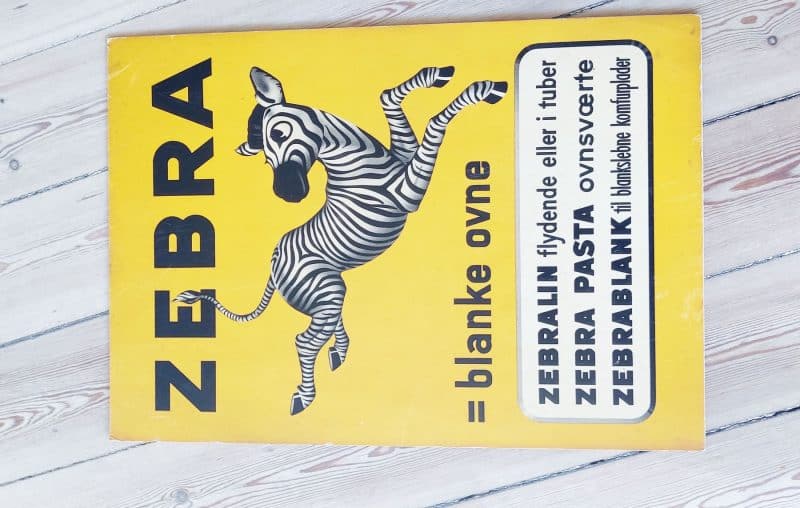 ZEBRA
= blanke ovne
ZEBRALIN flydende eller i tuber
ZEBRA PASTA ovnsværte
ZEBRABLANK til blankslebne komfurplader